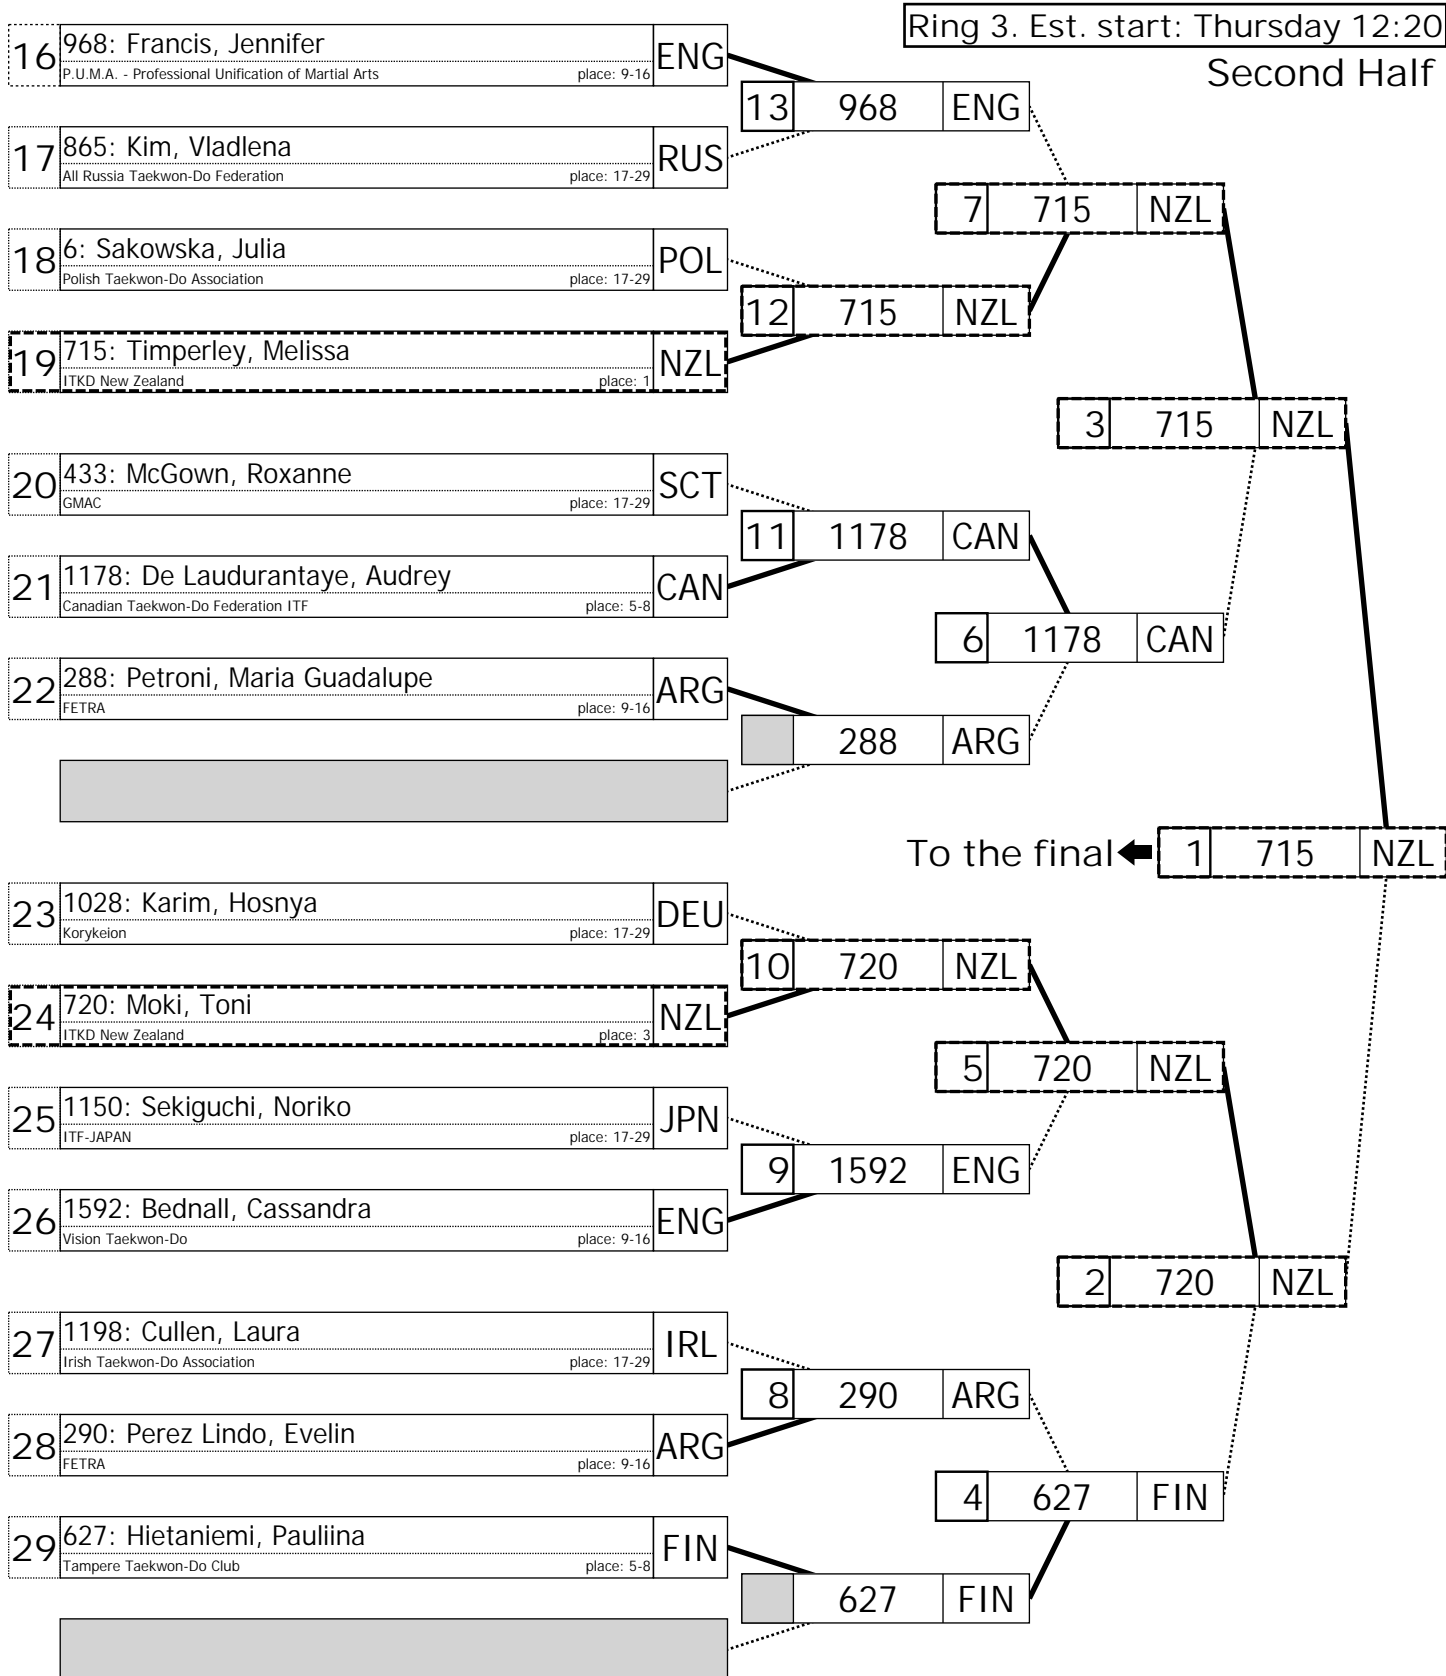 Ring 3. Est. start: Thursday 12:20
Second Half
16 968: Francis, Jennifer ENG
P.U.M.A. - Professional Unification of Martial Arts place: 9-16
13 968 ENG
17 865: Kim, Vladlena RUS
All Russia Taekwon-Do Federation place: 17-29
7 715 NZL
18 6: Sakowska, Julia POL
Polish Taekwon-Do Association place: 17-29
12 715 NZL
19 715: Timperley, Melissa NZL
ITKD New Zealand place: 1
3 715 NZL
20 433: McGown, Roxanne SCT
GMAC place: 17-29
11 1178 CAN
21 1178: De Laudurantaye, Audrey CAN
Canadian Taekwon-Do Federation ITF place: 5-8
6 1178 CAN
22 288: Petroni, Maria Guadalupe ARG
FETRA place: 9-16
288 ARG
To the final 1 715 NZL
23 1028: Karim, Hosnya DEU
Korykeion place: 17-29
10 720 NZL
24 720: Moki, Toni NZL
ITKD New Zealand place: 3
5 720 NZL
25 1150: Sekiguchi, Noriko JPN
ITF-JAPAN place: 17-29
9 1592 ENG
26 1592: Bednall, Cassandra ENG
Vision Taekwon-Do place: 9-16
2 720 NZL
27 1198: Cullen, Laura IRL
Irish Taekwon-Do Association place: 17-29
8 290 ARG
28 290: Perez Lindo, Evelin ARG
FETRA place: 9-16
4 627 FIN
29 627: Hietaniemi, Pauliina FIN
Tampere Taekwon-Do Club place: 5-8
627 FIN